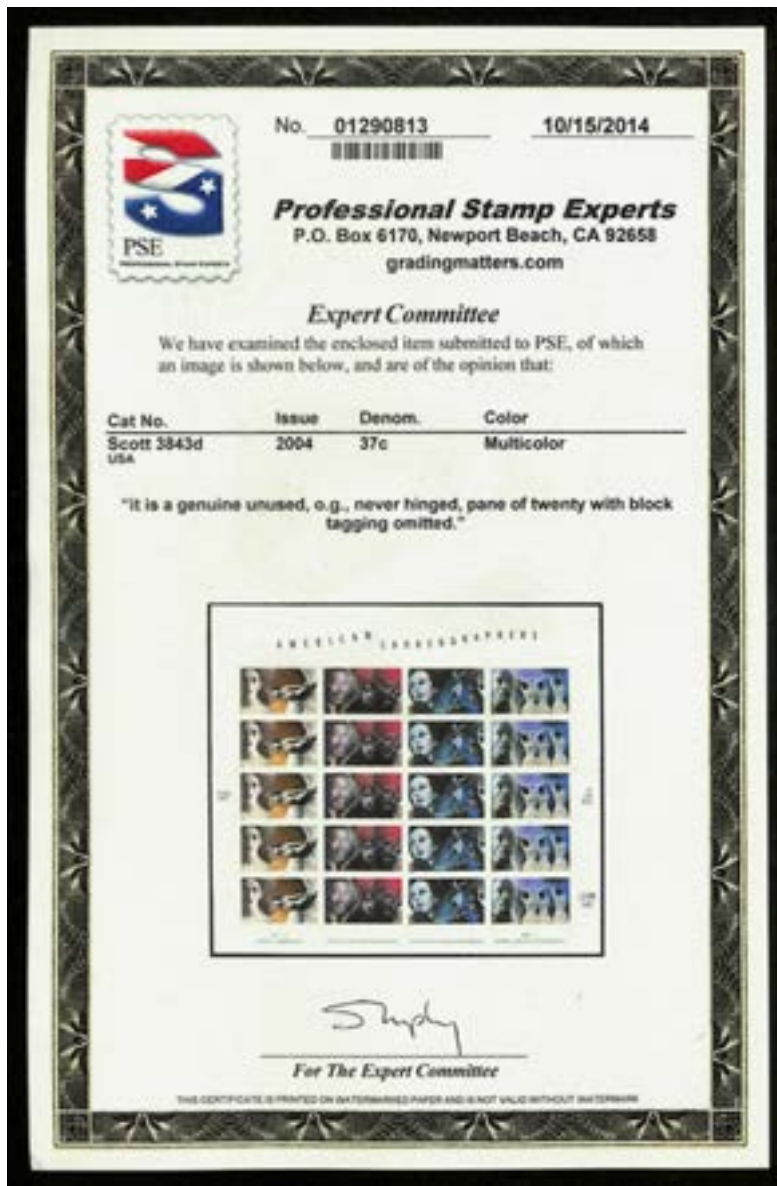 No. 01290813 10/15/2014
PSE
PROFESSIONAL STAMP EXPERTS
Professional Stamp Experts
P.O. Box 6170, Newport Beach, CA 92658
gradingmatters.com
Expert Committee
We have examined the enclosed item submitted to PSE, of which
an image is shown below, and are of the opinion that:
Cat No. Issue Denom. Color
Scott 3843d 2004 37c Multicolor
USA
"it is a genuine unused, o.g., never hinged, pane of twenty with block
tagging omitted."
AMERICAN CHOREOGRAPHERS
For The Expert Committee
THIS CERTIFICATE IS PRINTED ON WATERMARKED PAPER AND IS NOT VALID WITHOUT WATERMARK